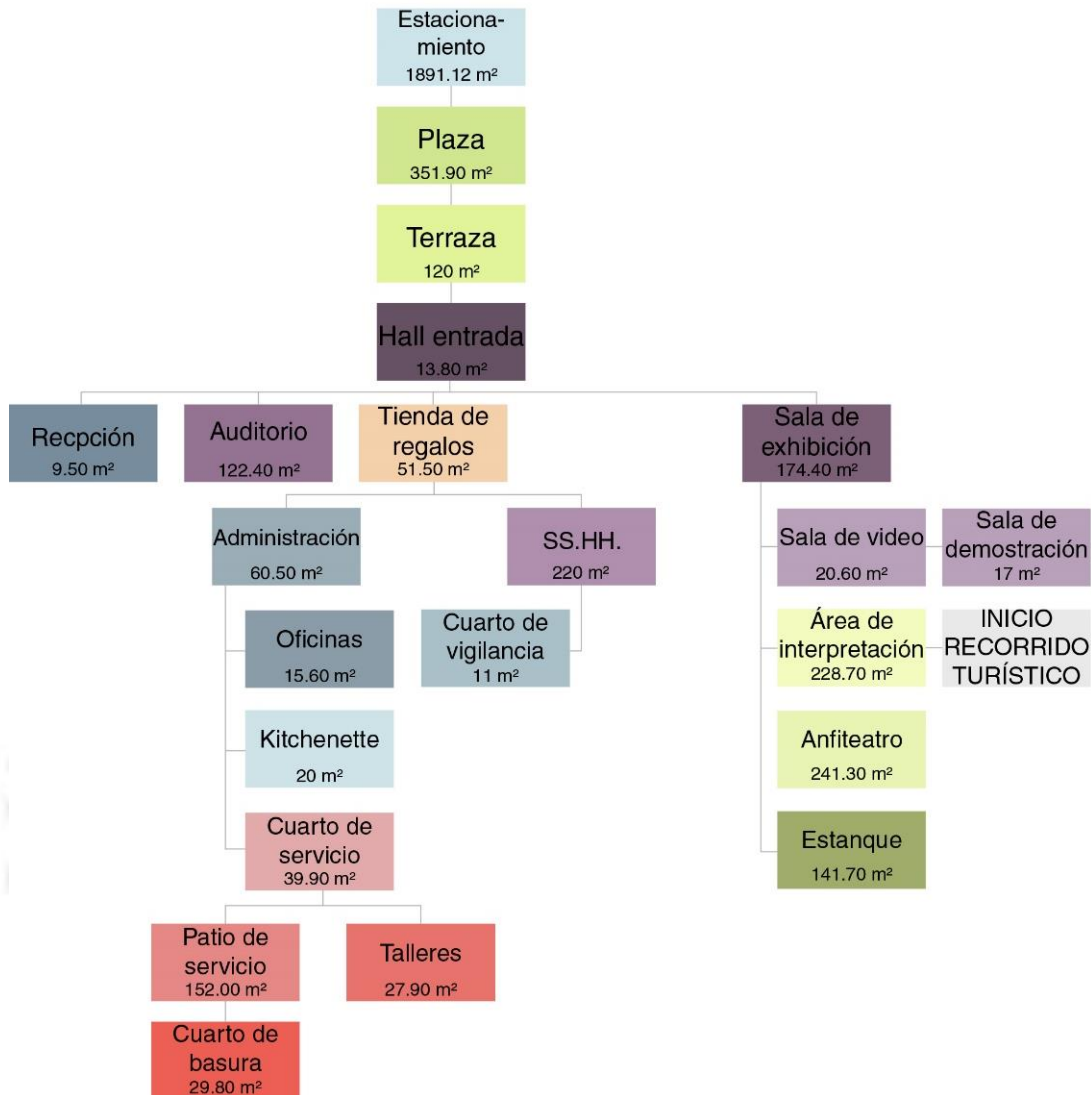 Estaciona-
miento
1891.12 m²
Plaza
351.90 m²
Terraza
120 m²
Hall entrada
13.80 m²
Recpción
9.50 m²
Auditorio
122.40 m²
Tienda de
regalos
51.50 m²
Sala de
exhibición
174.40 m²
Administración
60.50 m²
SS.HH.
220 m²
Sala de video
20.60 m²
Sala de
demostración
17 m²
Oficinas
15.60 m²
Cuarto de
vigilancia
11 m²
Área de
interpretación
228.70 m²
INICIO
RECORRIDO
TURÍSTICO
Kitchenette
20 m²
Anfiteatro
241.30 m²
Cuarto de
servicio
39.90 m²
Estanque
141.70 m²
Patio de
servicio
152.00 m²
Talleres
27.90 m²
Cuarto de
basura
29.80 m²